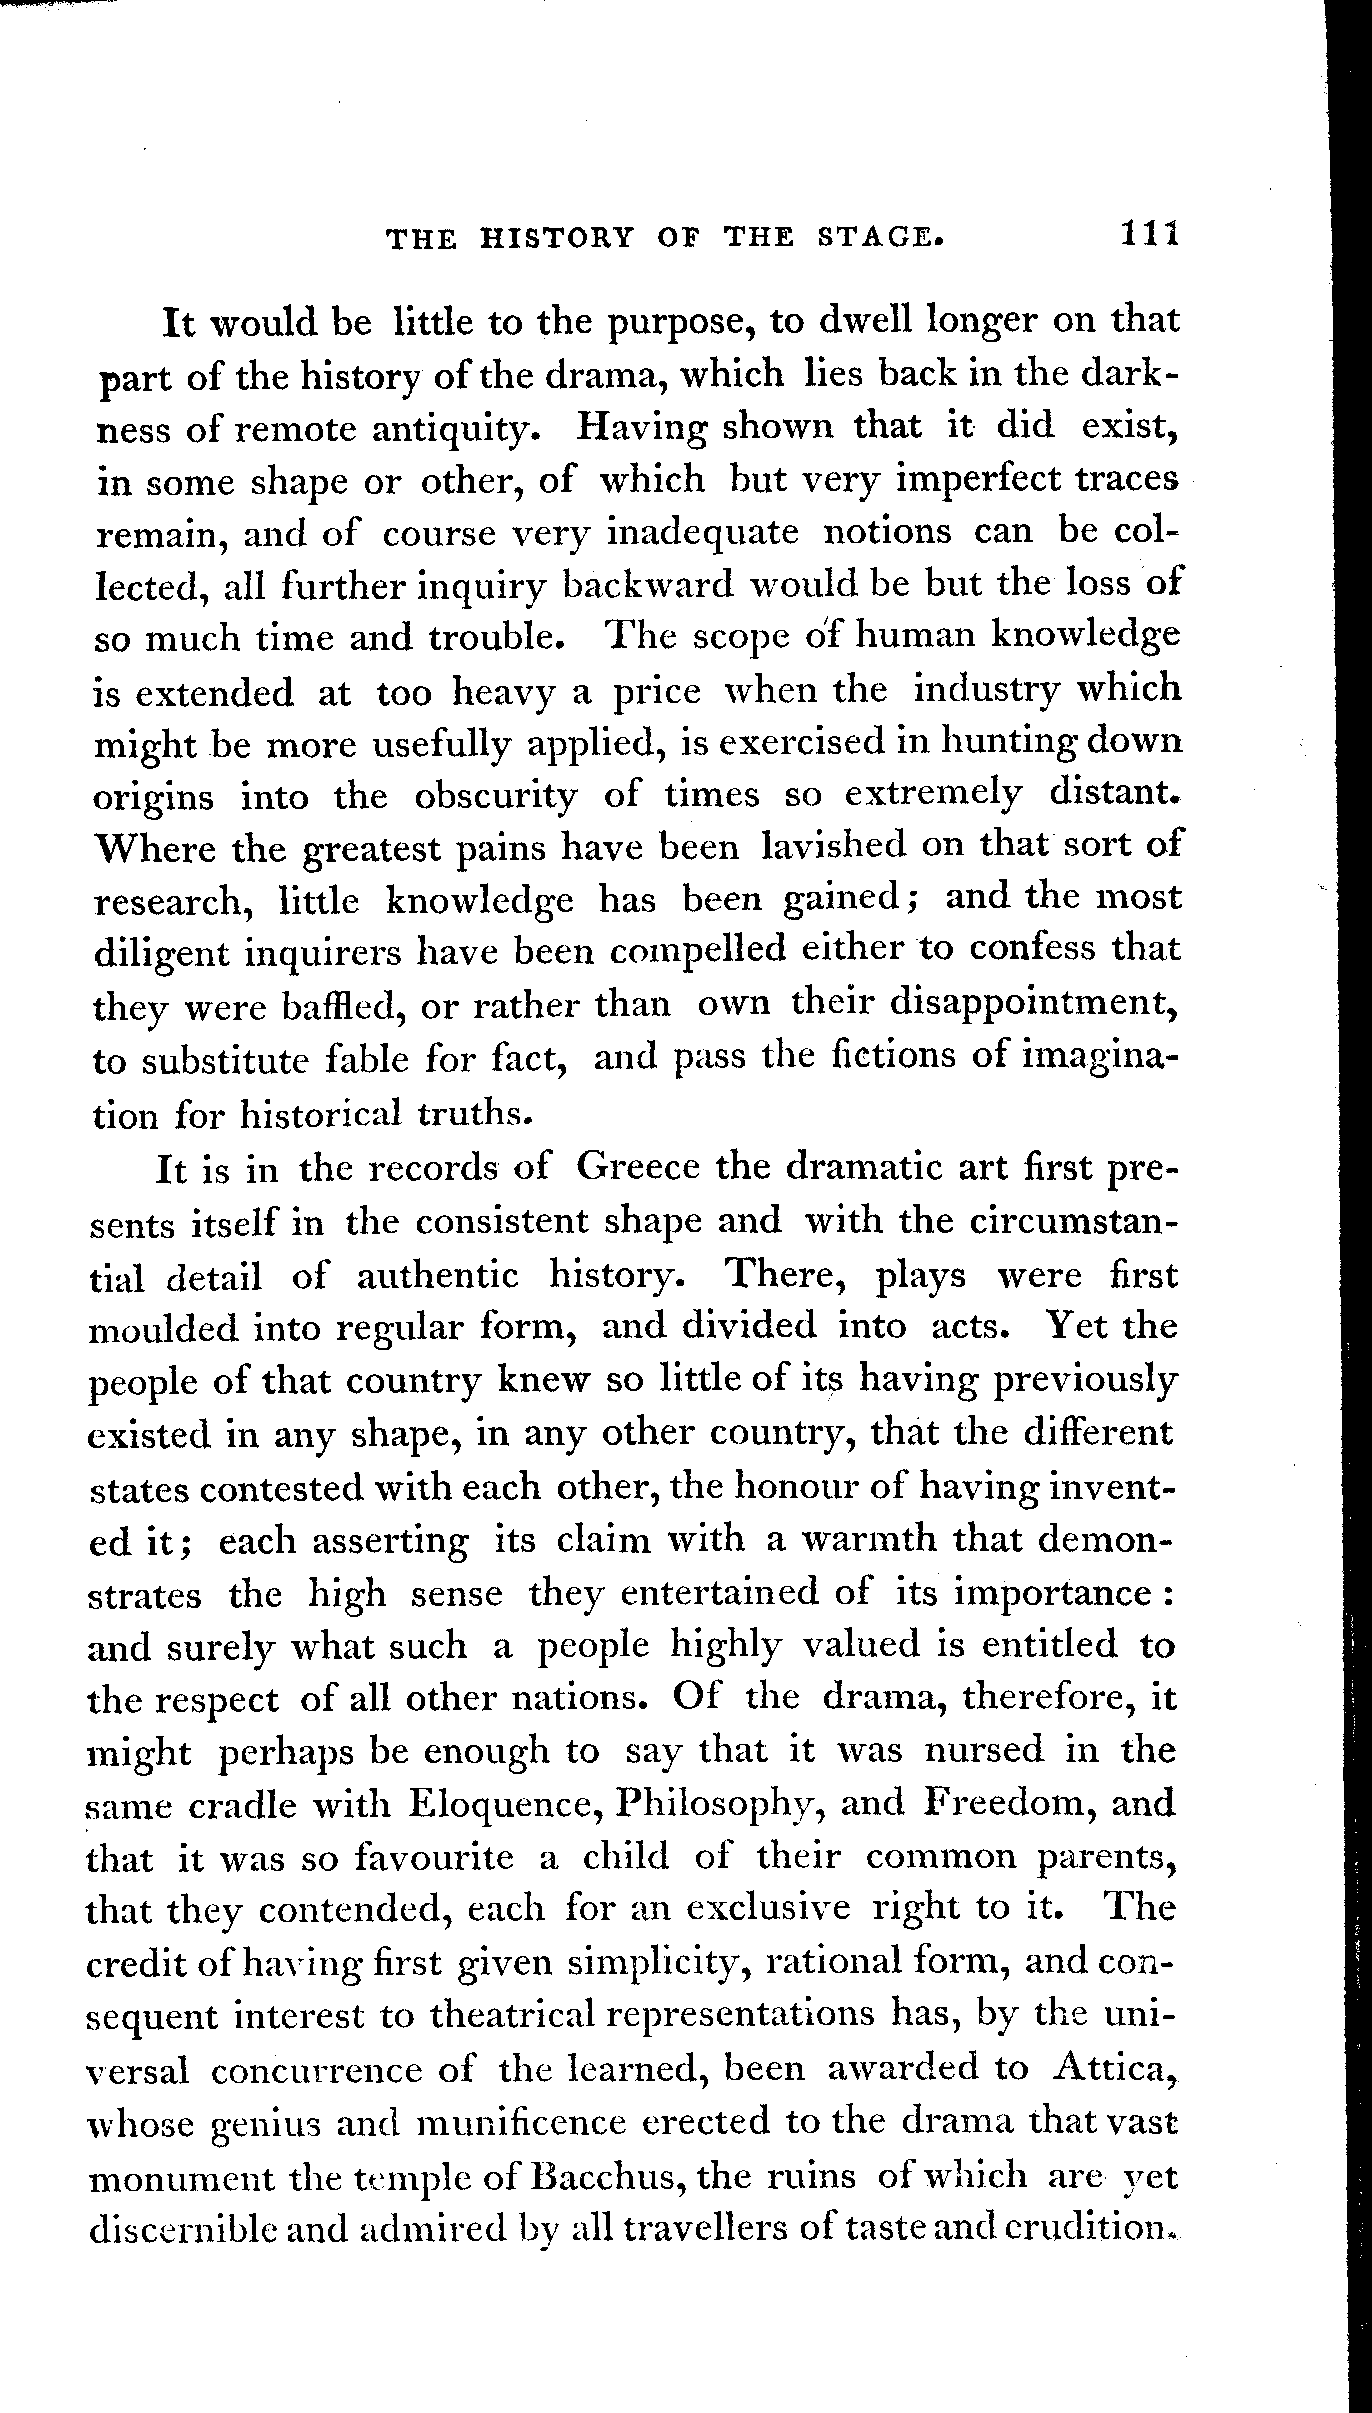 THE HISTORY OF THE STAGE. 111
It would be little to the purpose, to dwell longer on that
part of the history of the drama, which lies back in the dark-
ness of remote antiquity. Having shown that it did exist,
in some shape or other, of which but very imperfect traces
remain, and of course very inadequate notions can be col-
lected, all further inquiry backward would be but the loss of
so much time and trouble. The scope of human knowledge
is extended at too heavy a price when the industry which
might be more usefully applied, is exercised in hunting down
origins into the obscurity of times so extremely distant.
Where the greatest pains have been lavished on that sort of
research, little knowledge has been gained; and the most
diligent inquirers have been compelled either to confess that
they were baffled, or rather than own their disappointment,
to substitute fable for fact, and pass the fictions of imagina-
tion for historical truths.
It is in the records of Greece the dramatic art first pre-
sents itself in the consistent shape and with the circumstan-
tial detail of authentic history. There, plays were first
moulded into regular form, and divided into acts. Yet the
people of that country knew so little of its having previously
existed in any shape, in any other country, that the different
states contested with each other, the honour of having invent-
ed it; each asserting its claim with a warmth that demon-
strates the high sense they entertained of its importance :
and surely what such a people highly valued is entitled to
the respect of all other nations. Of the drama, therefore, it
might perhaps be enough to say that it was nursed in the
same cradle with Eloquence, Philosophy, and Freedom, and
that it was so favourite a child of their common parents,
that they contended, each for an exclusive right to it. The
credit of having first given simplicity, rational form, and con-
sequent interest to theatrical representations has, by the uni-
versal concurrence of the learned, been awarded to Attica,
whose genius and munificence erected to the drama that vast
monument the temple of Bacchus, the ruins of which are yet
discernible and admired by all travellers of taste and erudition.